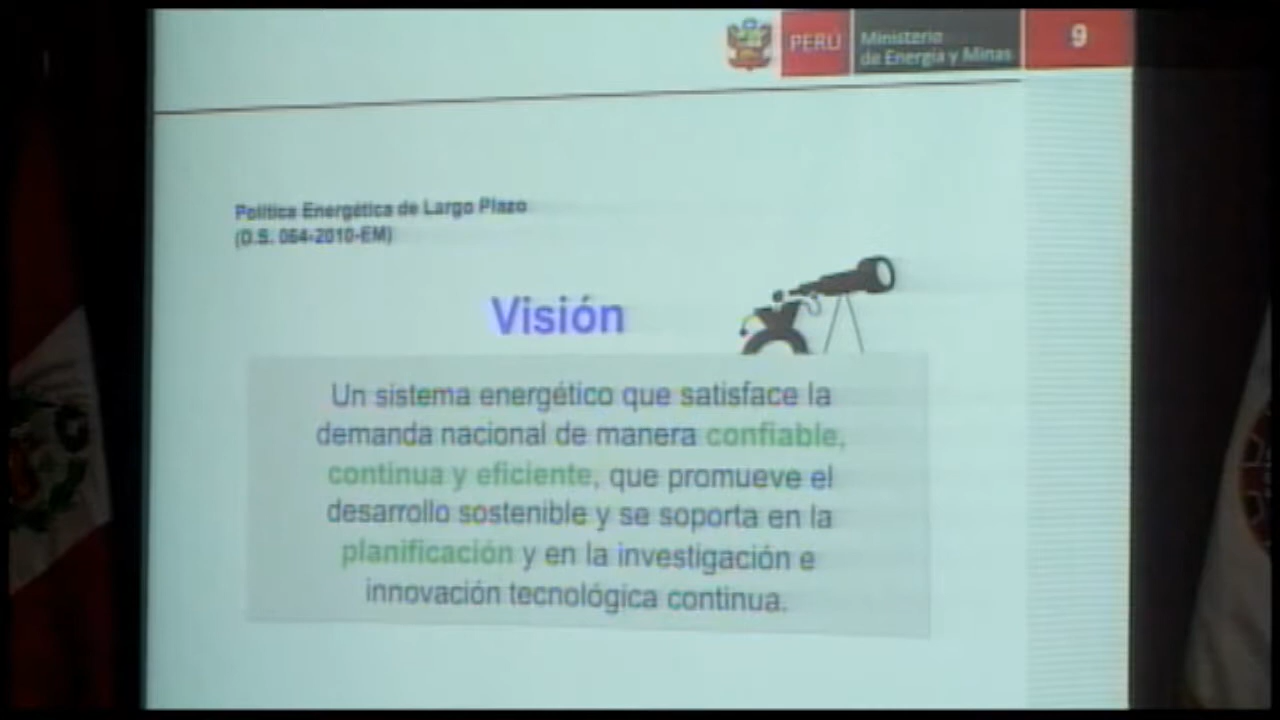 PERÚ
Ministerio
de Energía y Minas
9
Política Energética de Largo Plazo
(D.S. 064-2010-EM)
Visión
Un sistema energético que satisface la
demanda nacional de manera confiable,
continua y eficiente, que promueve el
desarrollo sostenible y se soporta en la
planificación y en la investigación e
innovación tecnológica continua.